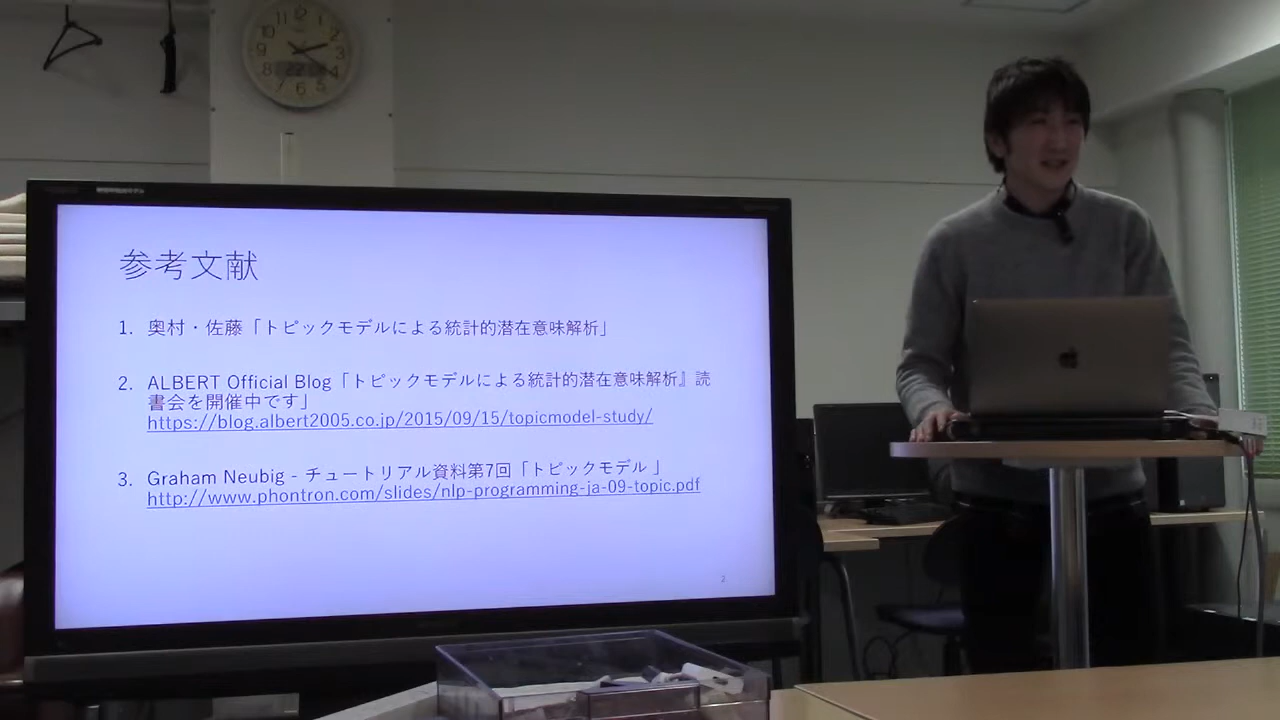 参考文献
1. 奥村・佐藤「トピックモデルによる統計的潜在意味解析」
2. ALBERT Official Blog「トピックモデルによる統計的潜在意味解析』読
書会を開催中です」
https://blog.albert2005.co.jp/2015/09/15/topicmodel-study/
3. Graham Neubig - チュートリアル資料第7回「トピックモデル 」
http://www.phontron.com/slides/nlp-programming-ja-09-topic.pdf
2